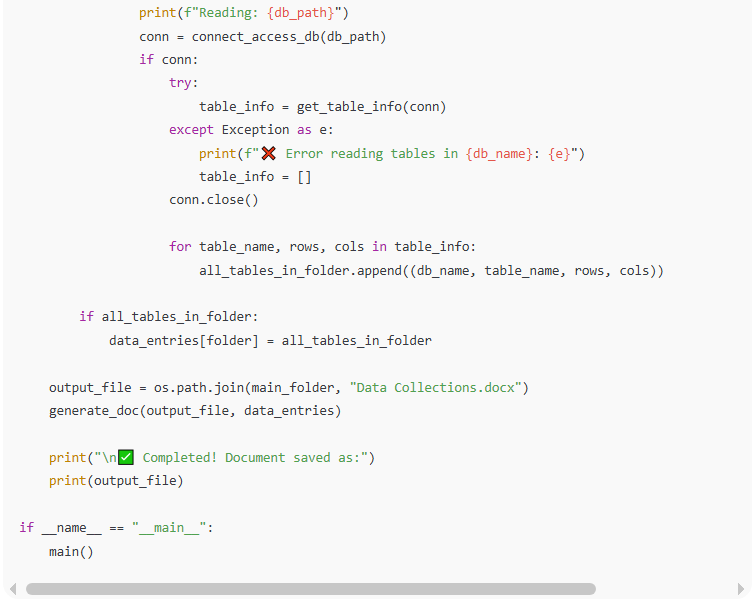 print(f"Reading: {db_path}")
conn = connect_access_db(db_path)
if conn:
try:
table_info = get_table_info(conn)
except Exception as e:
print(f"❌ Error reading tables in {db_name}: {e}")
table_info = []
conn.close()
for table_name, rows, cols in table_info:
all_tables_in_folder.append((db_name, table_name, rows, cols))
if all_tables_in_folder:
data_entries[folder] = all_tables_in_folder
output_file = os.path.join(main_folder, "Data Collections.docx")
generate_doc(output_file, data_entries)
print("\n✅ Completed! Document saved as:")
print(output_file)
if __name__ == "__main__":
main()